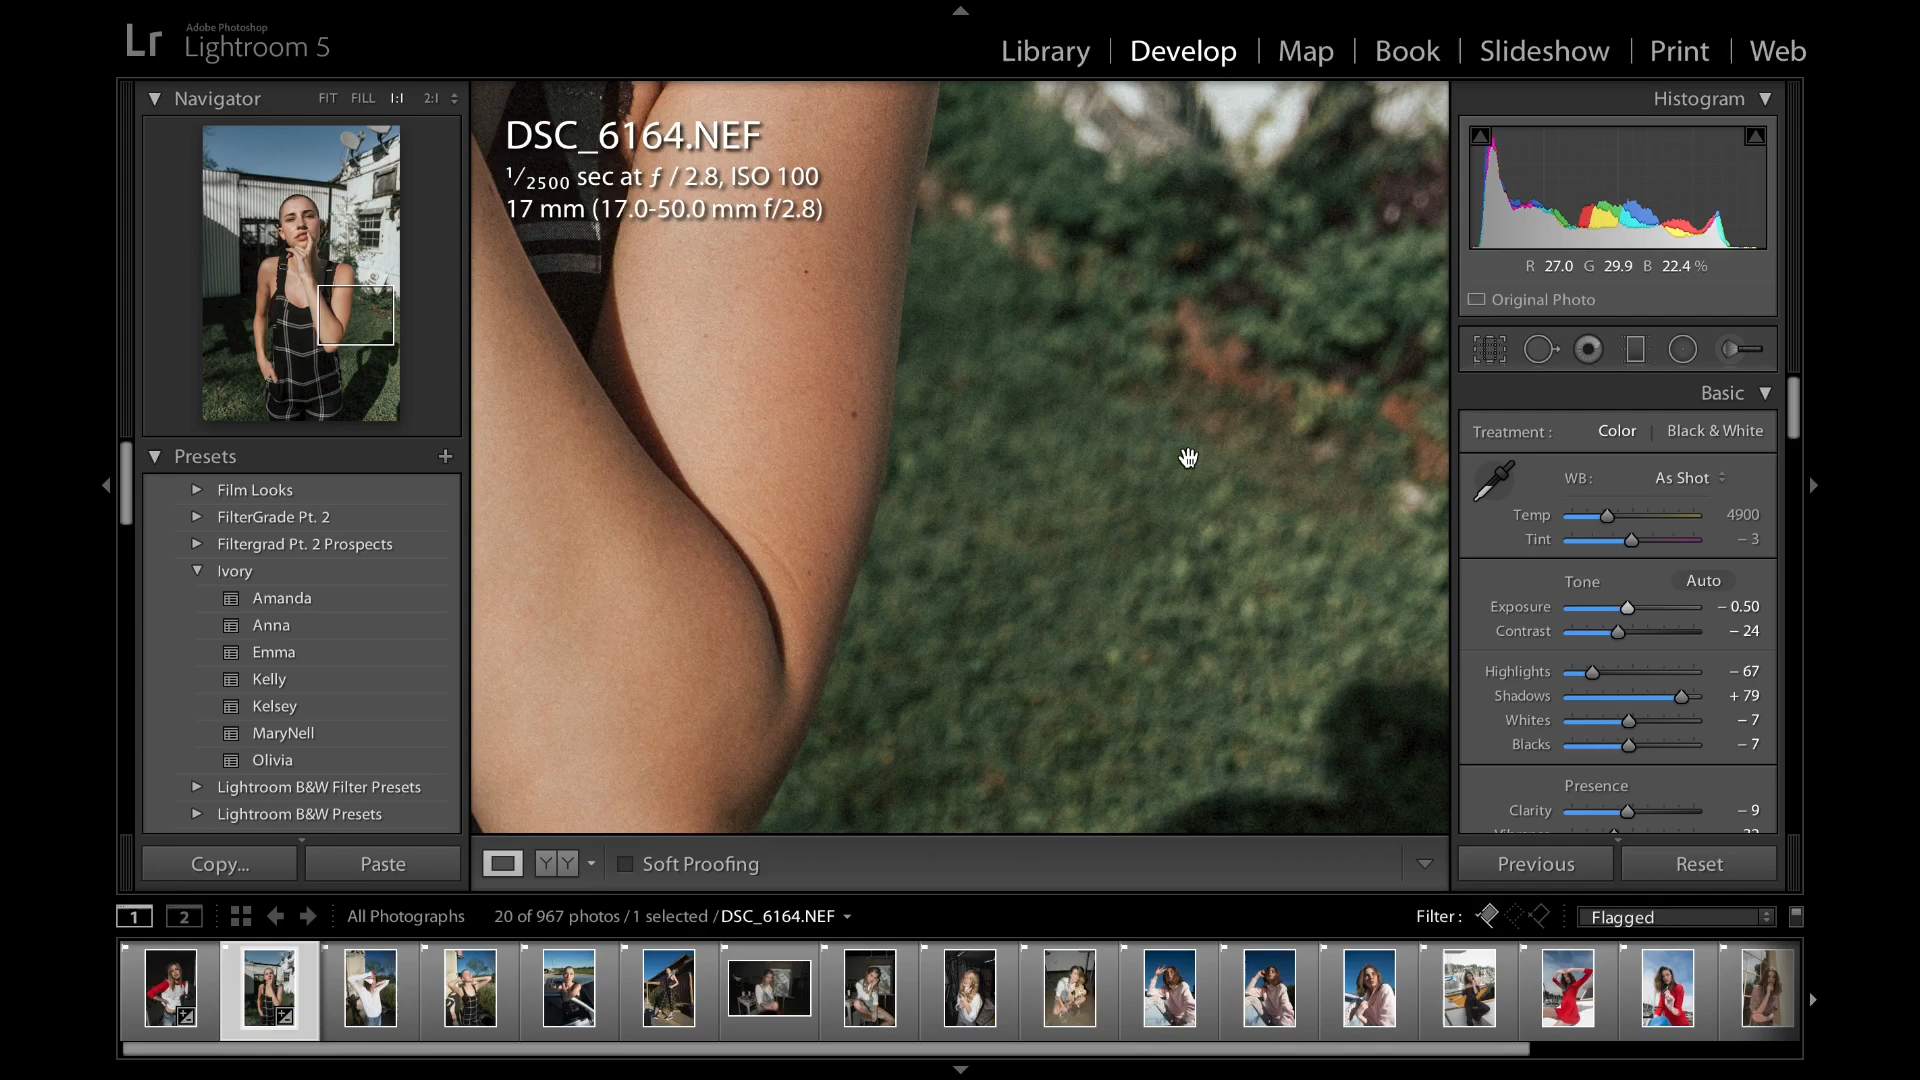 Lr Adobe Photoshop
Lightroom 5
Library | Develop | Map | Book | Slideshow | Print | Web
Navigator FIT FILL 1:1 2:1
Presets +
Film Looks
FilterGrade Pt. 2
Filtergrad Pt. 2 Prospects
Ivory
Amanda
Anna
Emma
Kelly
Kelsey
MaryNell
Olivia
Lightroom B&W Filter Presets
Lightroom B&W Presets
Copy... Paste
DSC_6164.NEF
1/2500 sec at ƒ / 2.8, ISO 100
17 mm (17.0-50.0 mm f/2.8)
YY Soft Proofing
Histogram
R 27.0 G 29.9 B 22.4 %
Original Photo
Basic
Treatment : Color | Black & White
WB : As Shot
Temp 4900
Tint – 3
Tone Auto
Exposure – 0.50
Contrast – 24
Highlights – 67
Shadows + 79
Whites – 7
Blacks – 7
Presence
Clarity – 9
Previous Reset
1 2 All Photographs 20 of 967 photos / 1 selected / DSC_6164.NEF Filter : Flagged